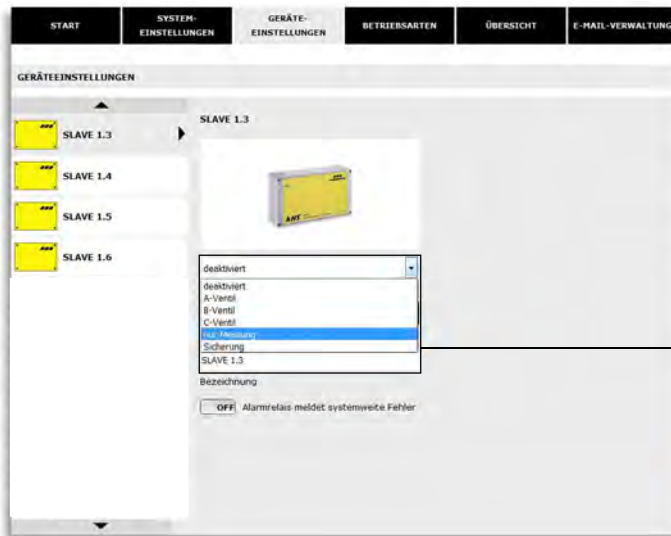 START
SYSTEM-
EINSTELLUNGEN
GERÄTE-
EINSTELLUNGEN
BETRIEBSARTEN
ÜBERSICHT
E-MAIL-VERWALTUNG
GERÄTEEINSTELLUNGEN
SLAVE 1.3
SLAVE 1.4
SLAVE 1.5
SLAVE 1.6
SLAVE 1.3
AHS
deaktiviert
deaktiviert
A-Ventil
B-Ventil
C-Ventil
nur Messung
Sicherung
SLAVE 1.3
Bezeichnung
OFF Alarmrelais meldet systemweite Fehler